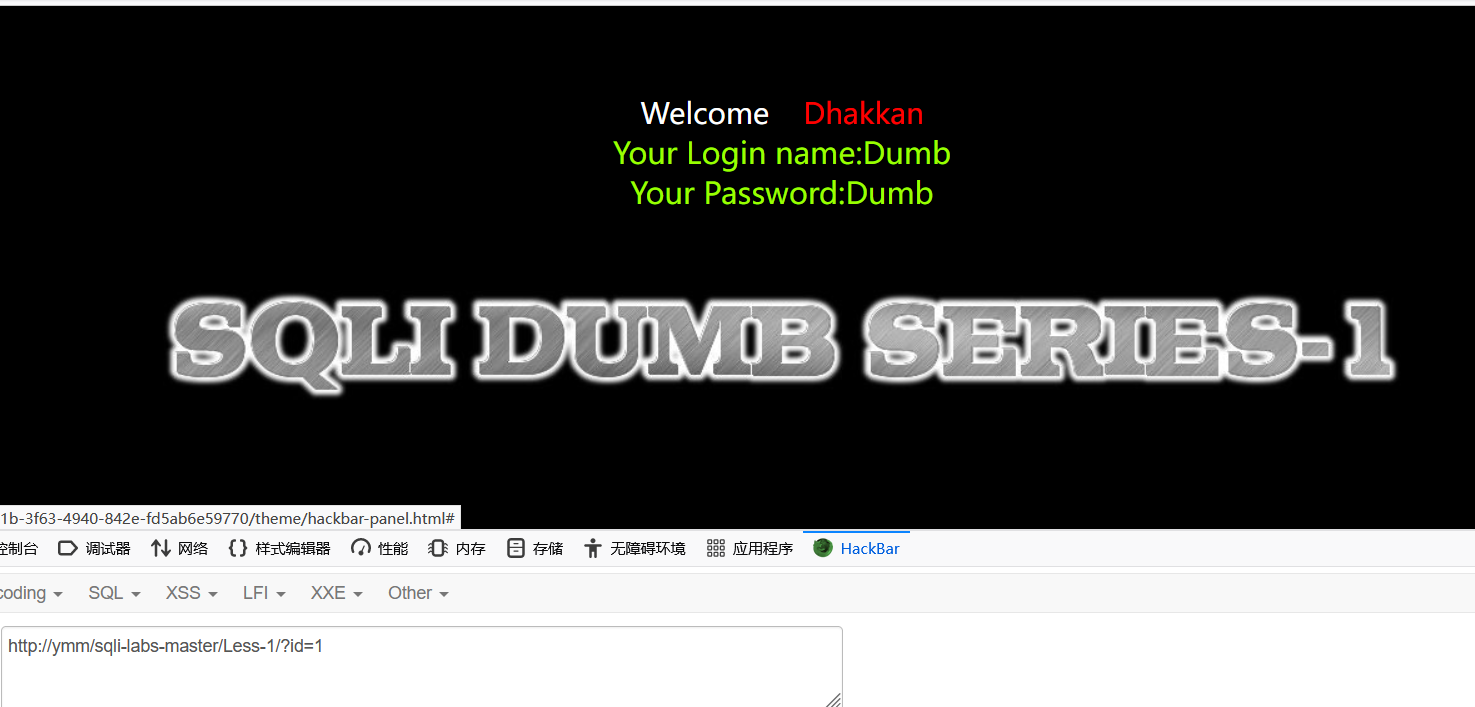 Welcome Dhakkan
Your Login name:Dumb
Your Password:Dumb
SQLI DUMB SERIES-1
1b-3f63-4940-842e-fd5ab6e59770/theme/hackbar-panel.html#
控制台 调试器 网络 {} 样式编辑器 性能 内存 存储 无障碍环境 应用程序 HackBar
coding SQL XSS LFI XXE Other
http://ymm/sqli-labs-master/Less-1/?id=1